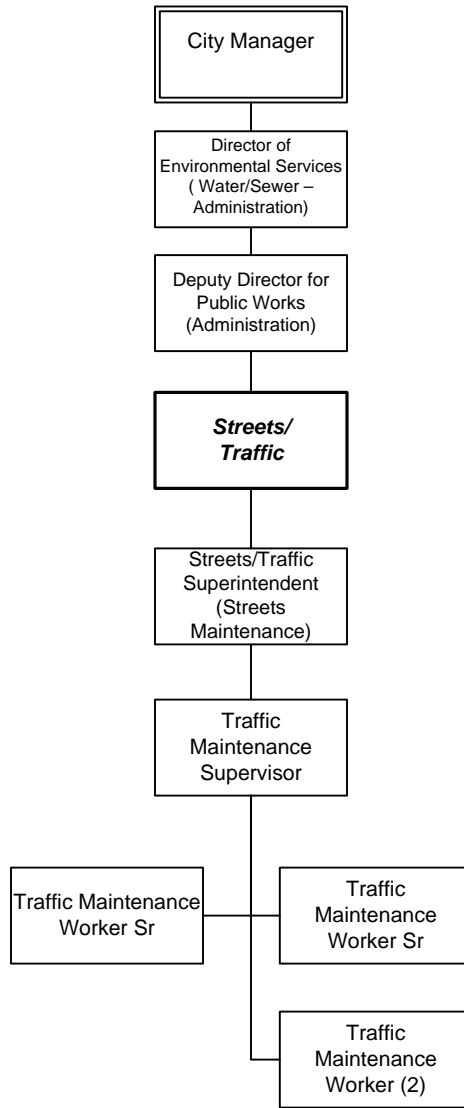 City Manager
Director of
Environmental Services
( Water/Sewer –
Administration)
Deputy Director for
Public Works
(Administration)
Streets/
Traffic
Streets/Traffic
Superintendent
(Streets
Maintenance)
Traffic
Maintenance
Supervisor
Traffic Maintenance
Worker Sr
Traffic
Maintenance
Worker Sr
Traffic
Maintenance
Worker (2)